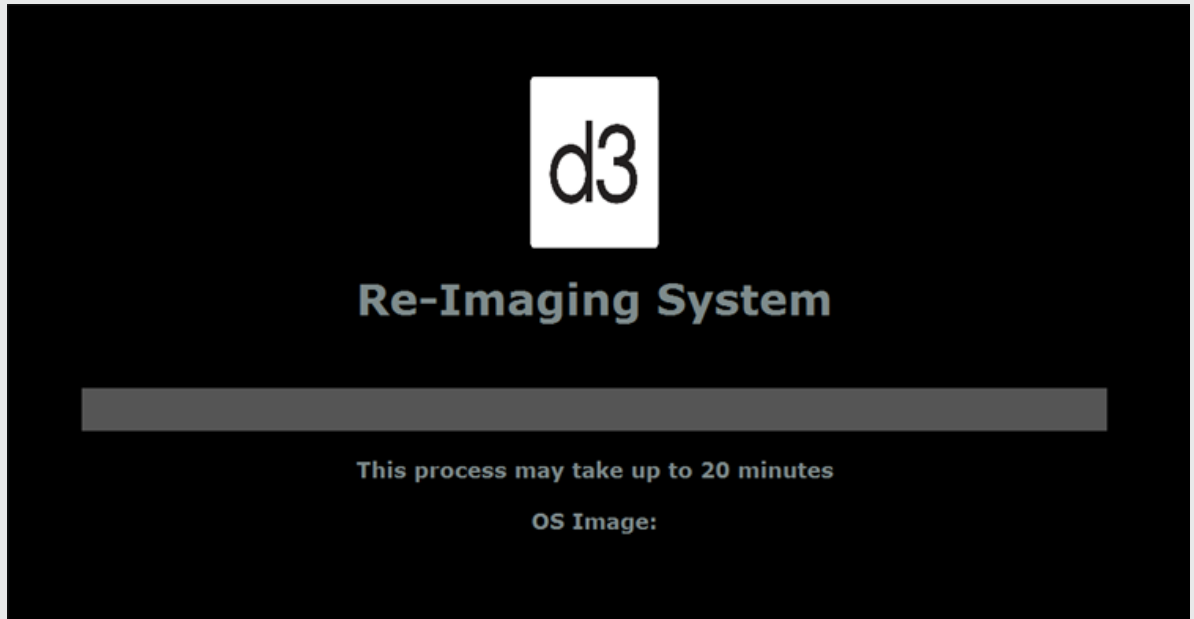 d3
Re-Imaging System
This process may take up to 20 minutes
OS Image: